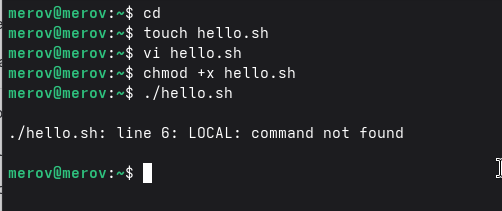 merov@merov:~$ cd
merov@merov:~$ touch hello.sh
merov@merov:~$ vi hello.sh
merov@merov:~$ chmod +x hello.sh
merov@merov:~$ ./hello.sh
./hello.sh: line 6: LOCAL: command not found
merov@merov:~$